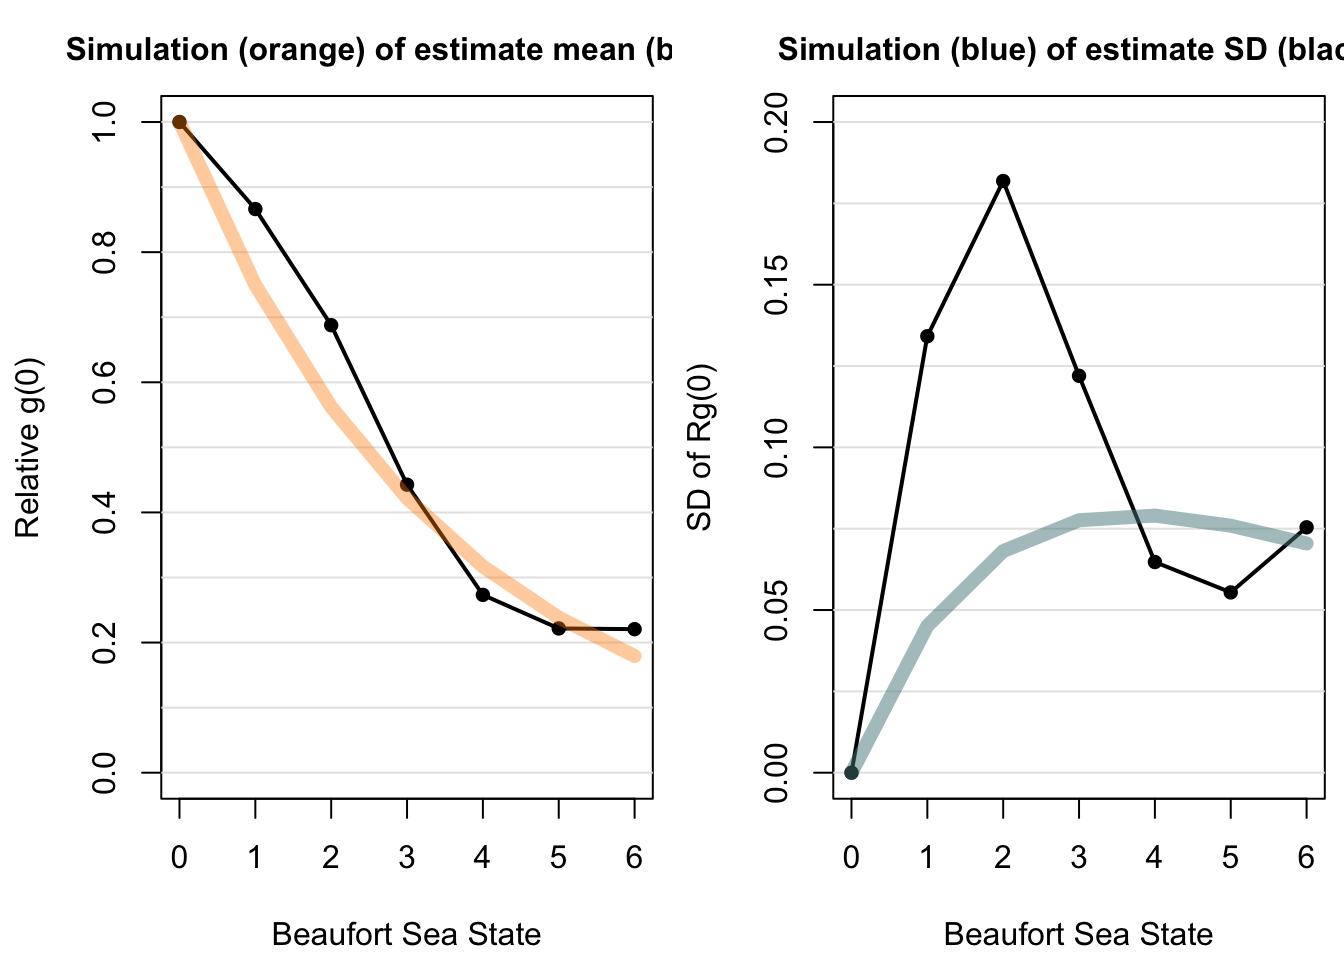 Simulation (orange) of estimate mean (b
Relative g(0)
1.0
0.8
0.6
0.4
0.2
0.0
0 1 2 3 4 5 6
Beaufort Sea State
Simulation (blue) of estimate SD (blac
SD of Rg(0)
0.20
0.15
0.10
0.05
0.00
0 1 2 3 4 5 6
Beaufort Sea State